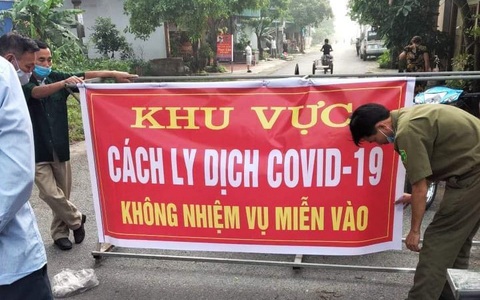 KHU VỰC
CÁCH LY DỊCH COVID-19
KHÔNG NHIỆM VỤ MIỄN VÀO